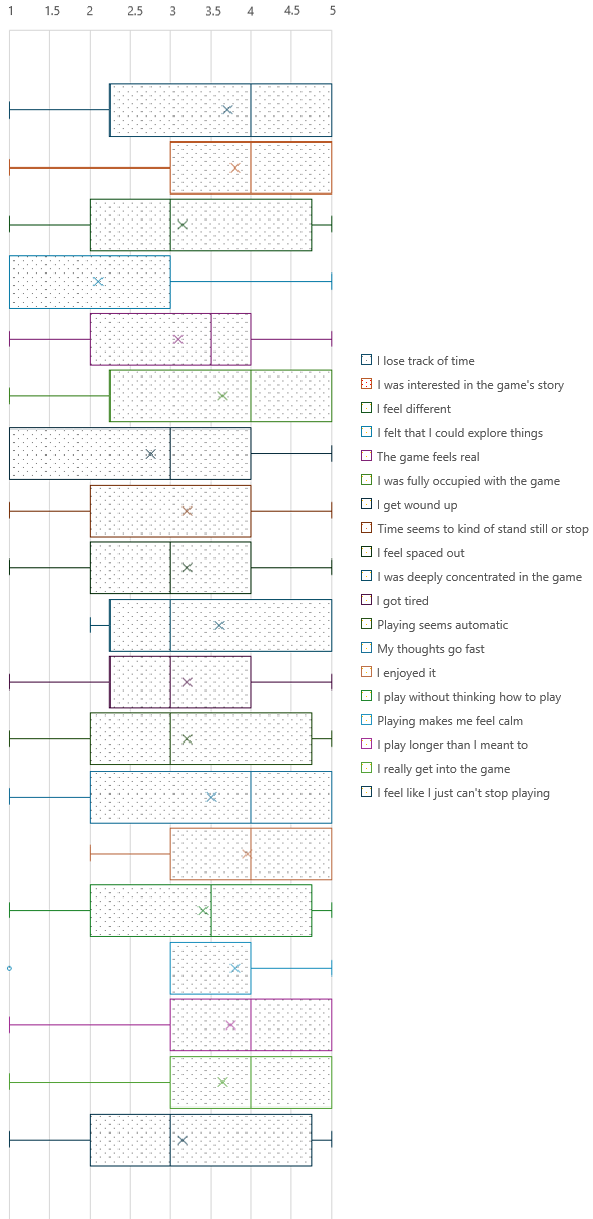 1 1.5 2 2.5 3 3.5 4 4.5 5
I lose track of time
I was interested in the game's story
I feel different
I felt that I could explore things
The game feels real
I was fully occupied with the game
I get wound up
Time seems to kind of stand still or stop
I feel spaced out
I was deeply concentrated in the game
I got tired
Playing seems automatic
My thoughts go fast
I enjoyed it
I play without thinking how to play
Playing makes me feel calm
I play longer than I meant to
I really get into the game
I feel like I just can't stop playing